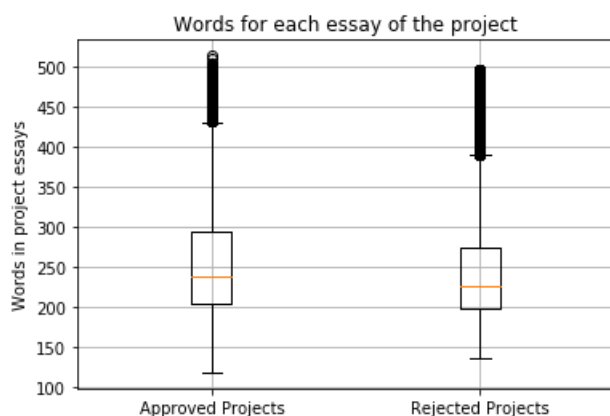 Words for each essay of the project
Words in project essays
500
450
400
350
300
250
200
150
100
Approved Projects
Rejected Projects